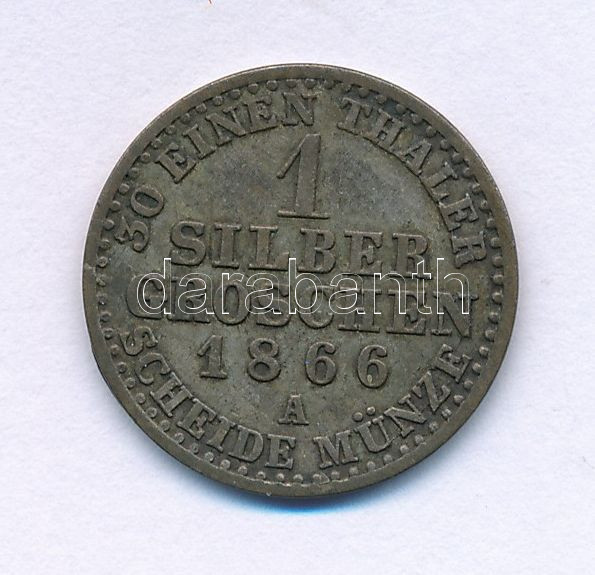 30 EINEN THALER
1
SILBER
GROSCHEN
1866
A
SCHEIDE MÜNZE
darabanth